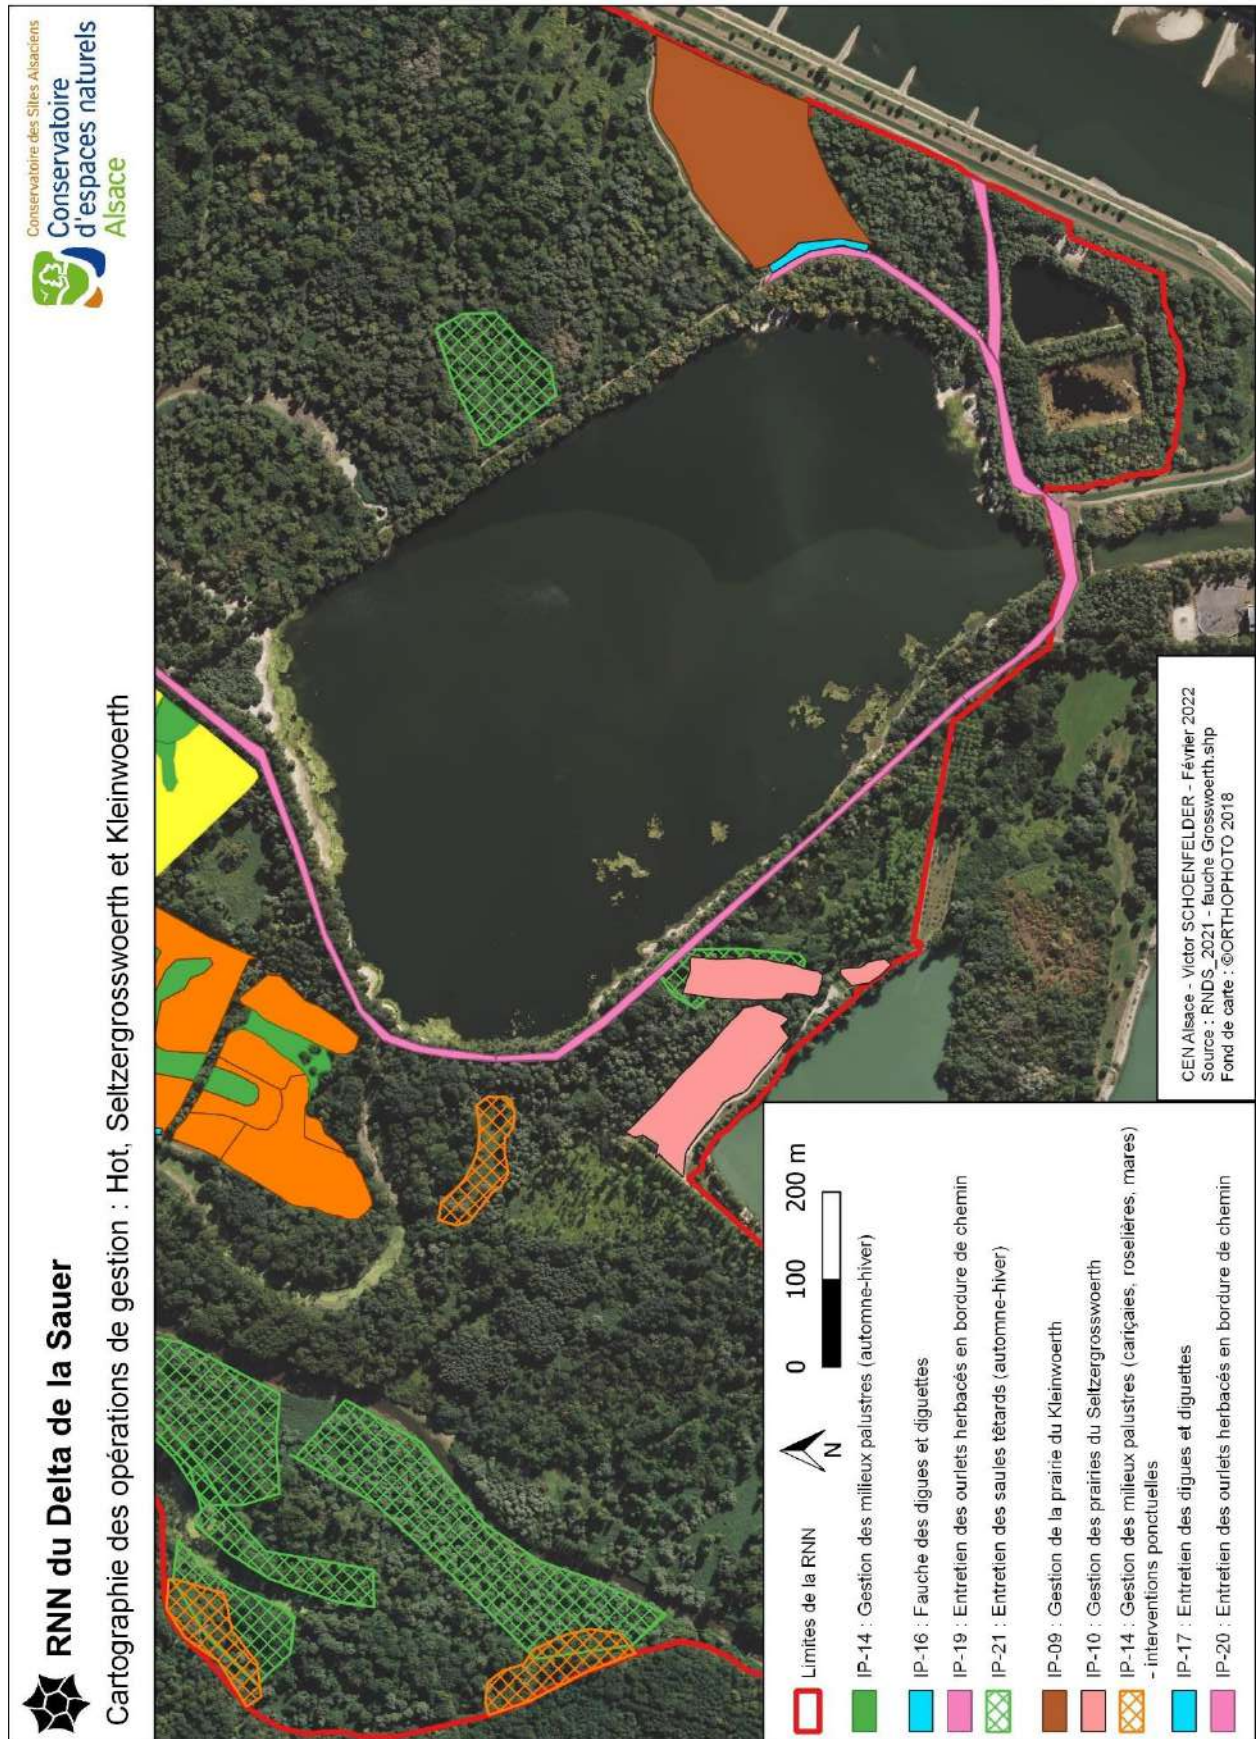 RNN du Delta de la Sauer
Cartographie des opérations de gestion : Hot, Seltzergrosswoerth et Kleinwoerth
Conservatoire des Sites Alsaciens
Conservatoire
d'espaces naturels
Alsace
N
0 100 200 m
Limites de la RNN
IP-14 : Gestion des milieux palustres (automne-hiver)
IP-16 : Fauche des digues et diguettes
IP-19 : Entretien des ourlets herbacés en bordure de chemin
IP-21 : Entretien des saules têtards (automne-hiver)
IP-09 : Gestion de la prairie du Kleinwoerth
IP-10 : Gestion des prairies du Seltzergrosswoerth
IP-14 : Gestion des milieux palustres (cariçaies, roselières, mares)
- interventions ponctuelles
IP-17 : Entretien des digues et diguettes
IP-20 : Entretien des ourlets herbacés en bordure de chemin
CEN Alsace - Victor SCHOENFELDER - Février 2022
Source : RNDS_2021 - fauche Grosswoerth.shp
Fond de carte : ©ORTHOPHOTO 2018